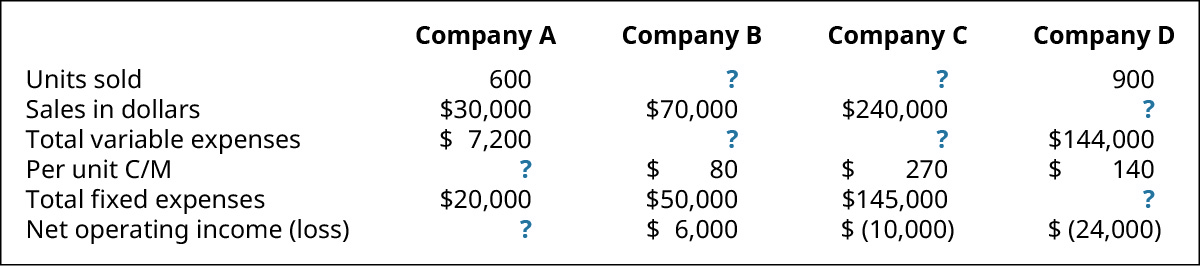 Company A Company B Company C Company D
Units sold 600 ? ? 900
Sales in dollars $30,000 $70,000 $240,000 ?
Total variable expenses $ 7,200 ? ? $144,000
Per unit C/M ? $ 80 $ 270 $ 140
Total fixed expenses $20,000 $50,000 $145,000 ?
Net operating income (loss) ? $ 6,000 $ (10,000) $ (24,000)